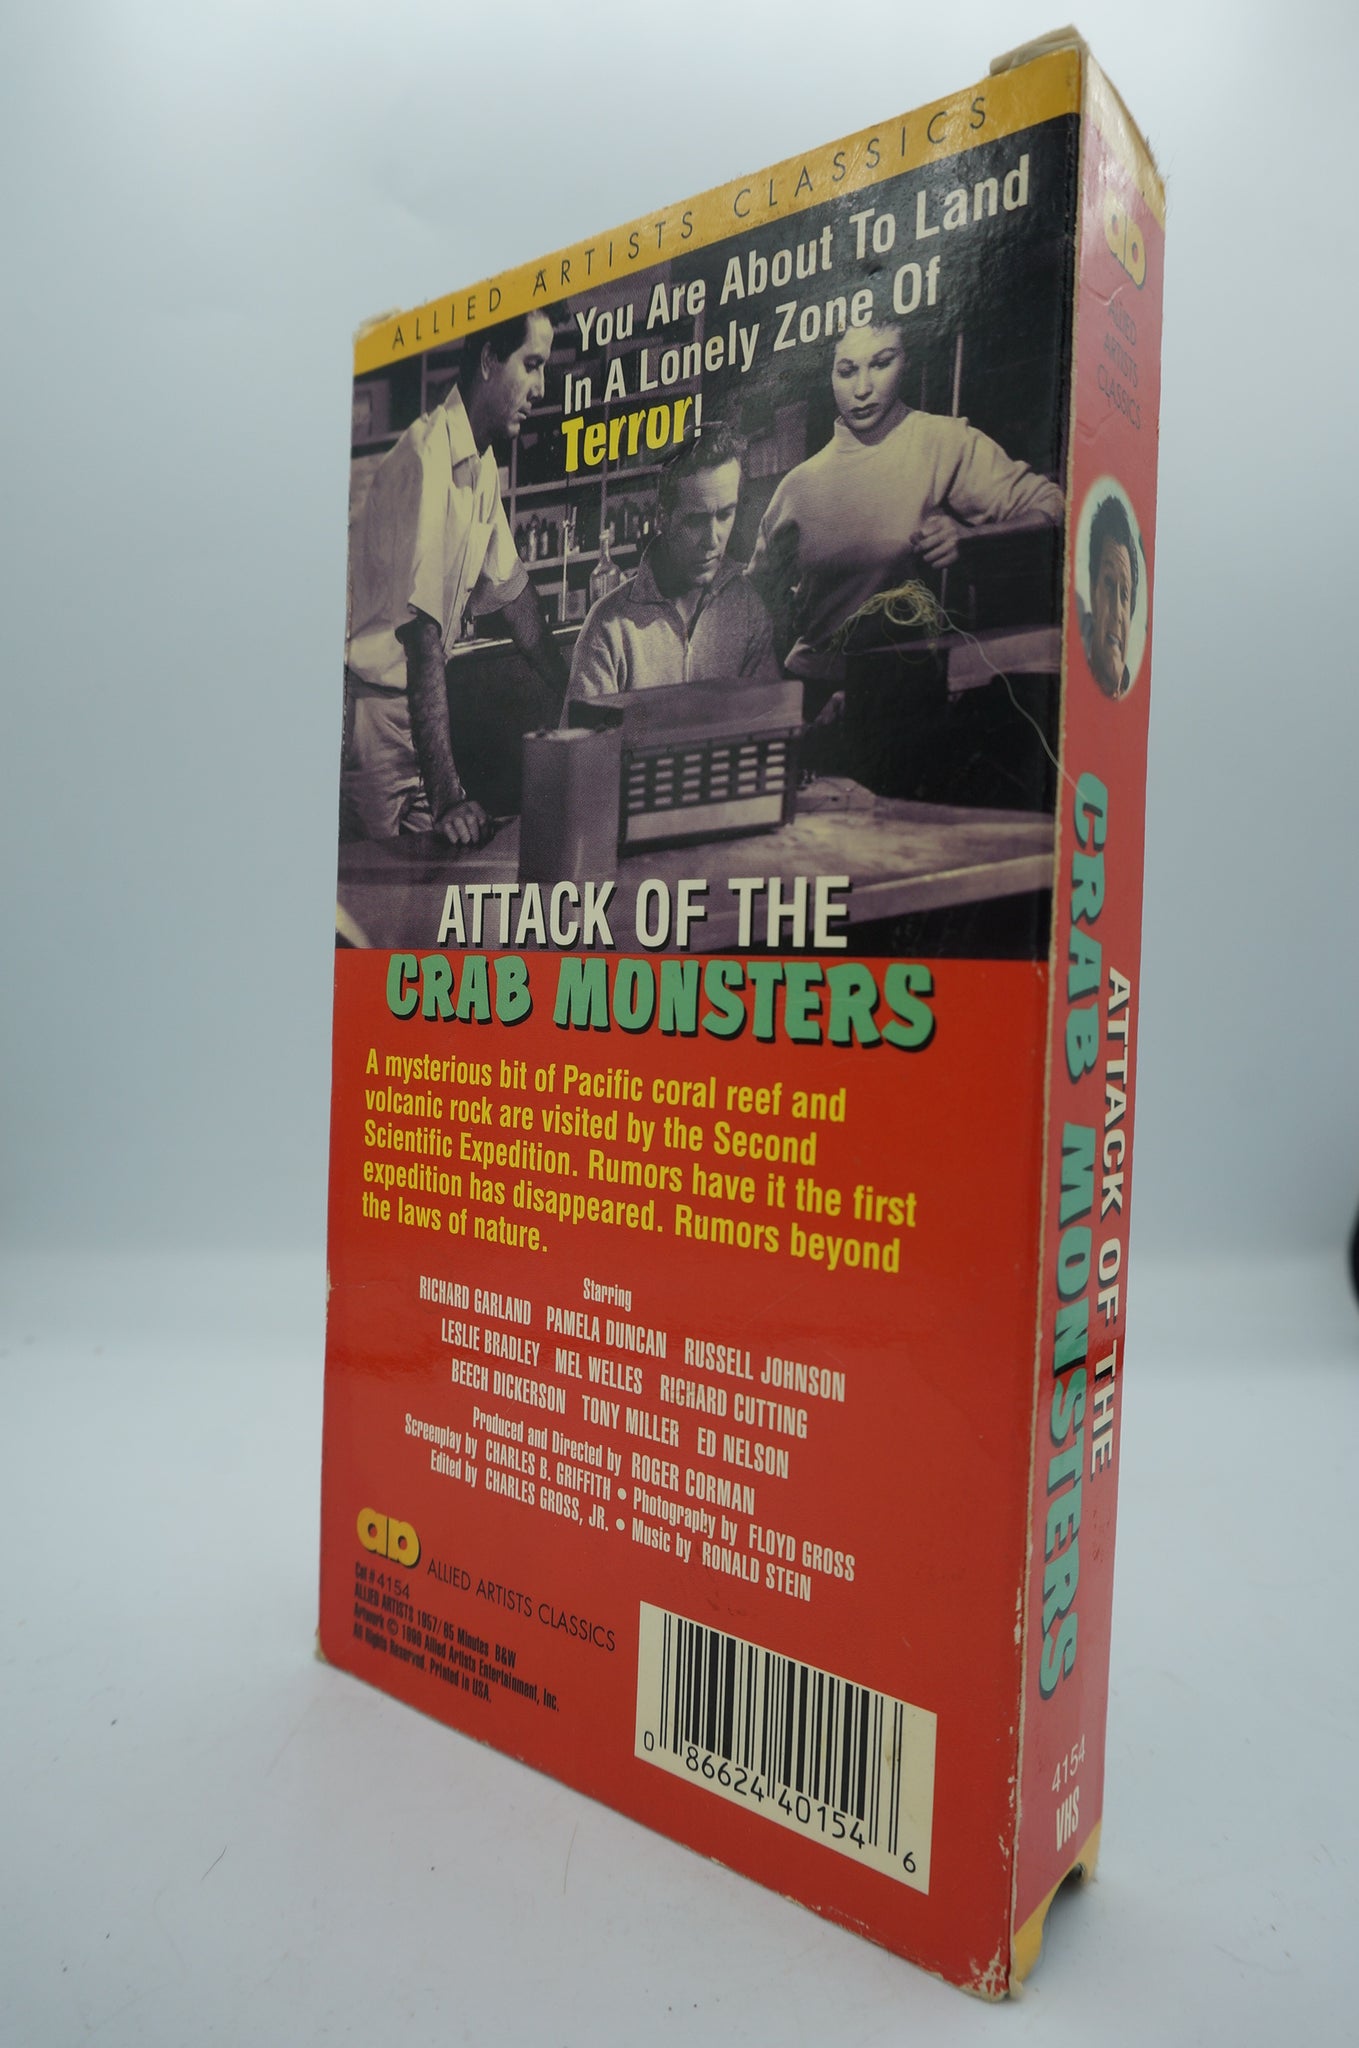 ALLIED ARTISTS CLASSICS
You Are About To Land
In A Lonely Zone Of
Terror!
ATTACK OF THE
CRAB MONSTERS
A mysterious bit of Pacific coral reef and
volcanic rock are visited by the Second
Scientific Expedition. Rumors have it the first
expedition has disappeared. Rumors beyond
the laws of nature.
Starring
RICHARD GARLAND PAMELA DUNCAN RUSSELL JOHNSON
LESLIE BRADLEY MEL WELLES RICHARD CUTTING
BEECH DICKERSON TONY MILLER ED NELSON
Produced and Directed by ROGER CORMAN
Screenplay by CHARLES B. GRIFFITH • Photography by FLOYD GROSS
Edited by CHARLES GROSS, JR. • Music by RONALD STEIN
ALLIED ARTISTS CLASSICS
Cat # 4154
ALLIED ARTISTS 1957/65 Minutes B&W
Artwork © 1999 Allied Artists Entertainment, Inc.
All Rights Reserved. Printed in USA.
0 86624 40154 6
ALLIED
ARTISTS
CLASSICS
ATTACK OF THE
CRAB MONSTERS
4154
VHS